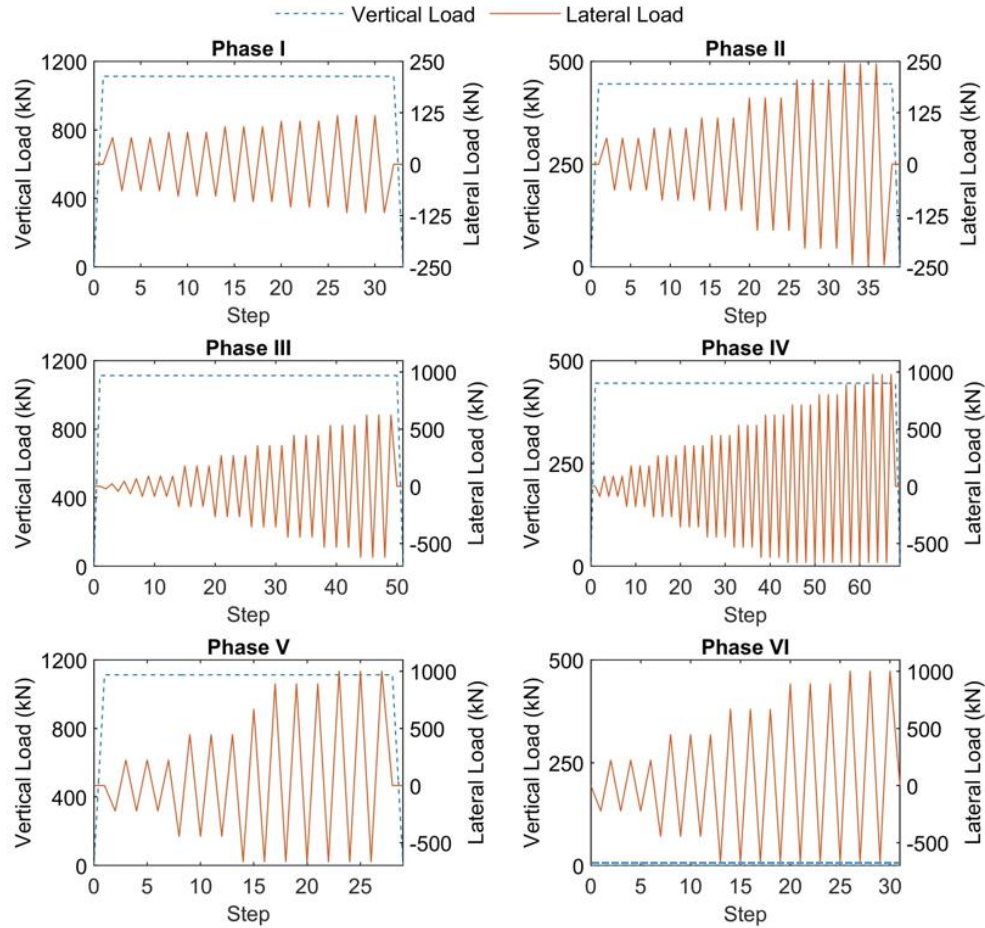 Vertical Load Lateral Load
Phase I
1200
800
400
0
Vertical Load (kN)
250
125
0
-125
-250
Lateral Load (kN)
0 5 10 15 20 25 30
Step
Phase II
500
250
0
Vertical Load (kN)
250
125
0
-125
-250
Lateral Load (kN)
0 5 10 15 20 25 30 35
Step
Phase III
1200
800
400
0
Vertical Load (kN)
1000
500
0
-500
Lateral Load (kN)
0 10 20 30 40 50
Step
Phase IV
500
250
0
Vertical Load (kN)
1000
500
0
-500
Lateral Load (kN)
0 10 20 30 40 50 60
Step
Phase V
1200
800
400
0
Vertical Load (kN)
1000
500
0
-500
Lateral Load (kN)
0 5 10 15 20 25
Step
Phase VI
500
250
0
Vertical Load (kN)
1000
500
0
-500
Lateral Load (kN)
0 5 10 15 20 25 30
Step